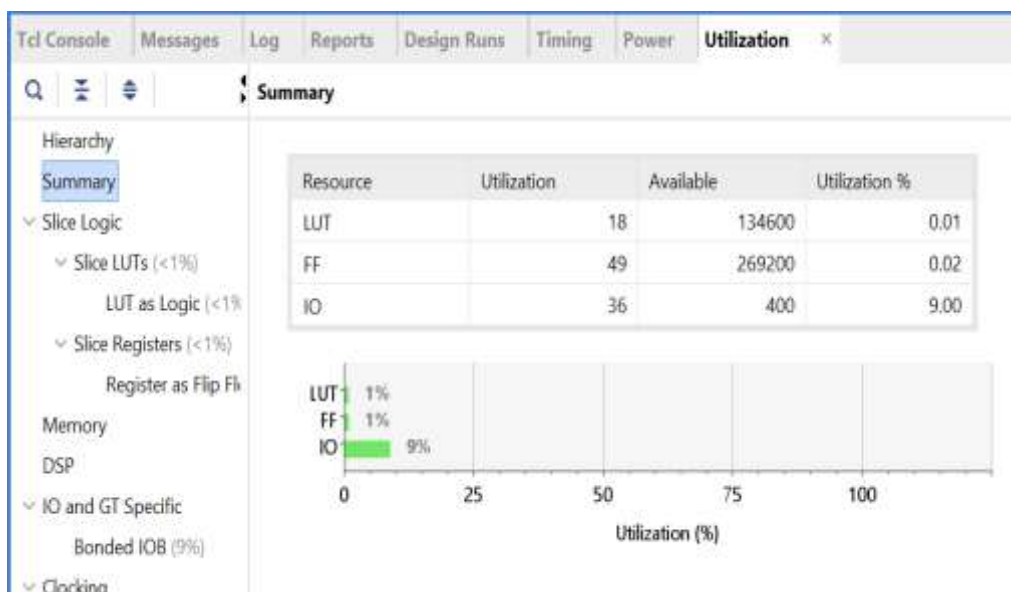 Tcl Console Messages Log Reports Design Runs Timing Power Utilization ×
Summary
Hierarchy
Summary
Slice Logic
Slice LUTs (<1%)
LUT as Logic (<1%
Slice Registers (<1%)
Register as Flip Fl
Memory
DSP
IO and GT Specific
Bonded IOB (9%)
Clocking
Resource Utilization Available Utilization %
LUT 18 134600 0.01
FF 49 269200 0.02
IO 36 400 9.00
LUT 1%
FF 1%
IO 9%
0 25 50 75 100
Utilization (%)